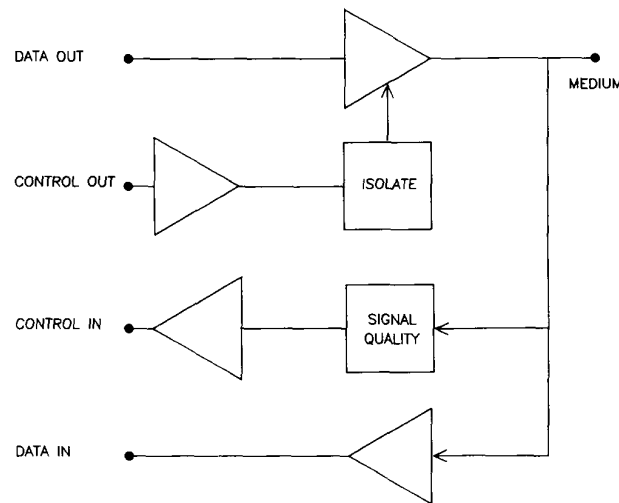 DATA OUT
MEDIUM
CONTROL OUT
ISOLATE
CONTROL IN
SIGNAL
QUALITY
DATA IN